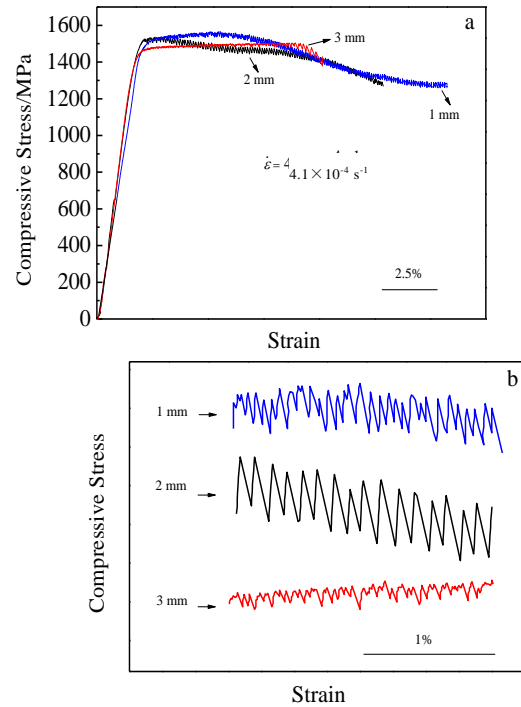 a
1600
1400
1200
1000
800
600
400
200
0
Compressive Stress/MPa
3 mm
2 mm
1 mm
ε̇ = 4
4.1×10⁻⁴ s⁻¹
2.5%
Strain
b
1 mm
2 mm
3 mm
Compressive Stress
1%
Strain